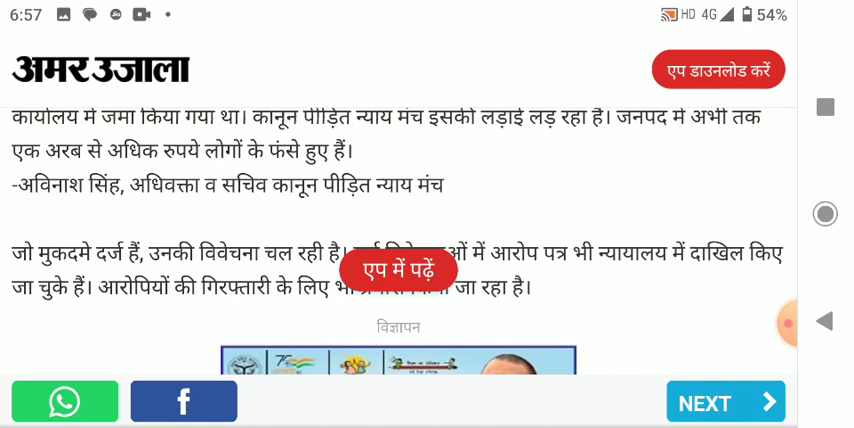 6:57 Jio HD 4G 54%
अमर उजाला
एप डाउनलोड करें
कार्यालय में जमा किया गया था। कानून पीड़ित न्याय मंच इसकी लड़ाई लड़ रहा है। जनपद में अभी तक
एक अरब से अधिक रुपये लोगों के फंसे हुए हैं।
-अविनाश सिंह, अधिवक्ता व सचिव कानून पीड़ित न्याय मंच
जो मुकदमे दर्ज हैं, उनकी विवेचना चल रही है। में आरोप पत्र भी न्यायालय में दाखिल किए
एप में पढ़ें
जा चुके हैं। आरोपियों की गिरफ्तारी के लिए जा रहा है।
विज्ञापन
75
f
NEXT